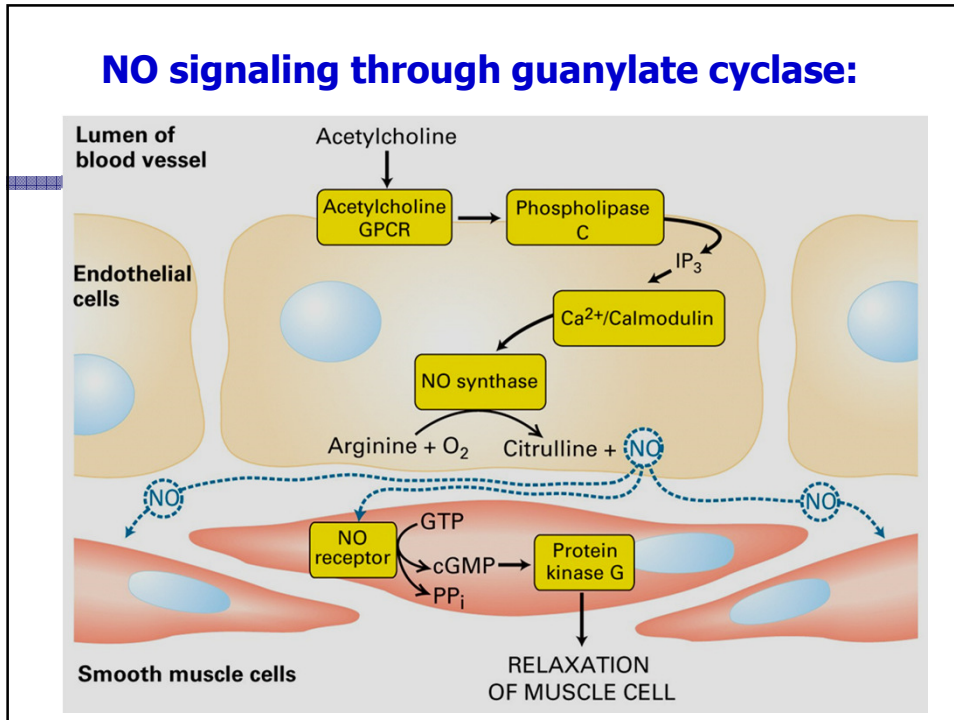 NO signaling through guanylate cyclase:
Lumen of
blood vessel
Acetylcholine
Acetylcholine
GPCR
Phospholipase
C
IP₃
Endothelial
cells
Ca²⁺/Calmodulin
NO synthase
Arginine + O₂
Citrulline + NO
NO
NO
NO
receptor
GTP
cGMP
PPᵢ
Protein
kinase G
Smooth muscle cells
RELAXATION
OF MUSCLE CELL